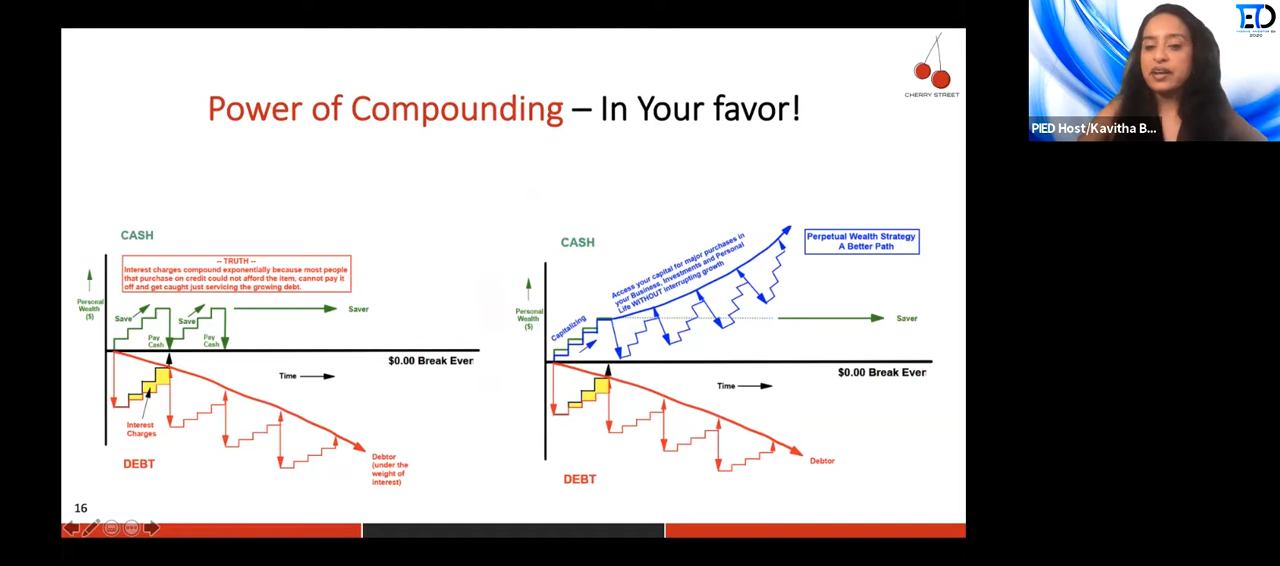 Power of Compounding – In Your favor!
CHERRY STREET
CASH
-- TRUTH --
Interest charges compound exponentially because most people
that purchase on credit could not afford the item, cannot pay it
off and get caught just servicing the growing debt.
Personal
Wealth
($)
Save
Save
Pay
Cash
Pay
Cash
Saver
$0.00 Break Even
Time
Interest
Charges
DEBT
Debtor
(under the
weight of
interest)
CASH
Access your capital for major purchases in
your Business, Investments and Personal
Life WITHOUT interrupting growth
Perpetual Wealth Strategy
A Better Path
Personal
Wealth
($)
Capitalizing
Saver
$0.00 Break Even
Time
DEBT
Debtor
16
PIED Host/Kavitha B...
2020